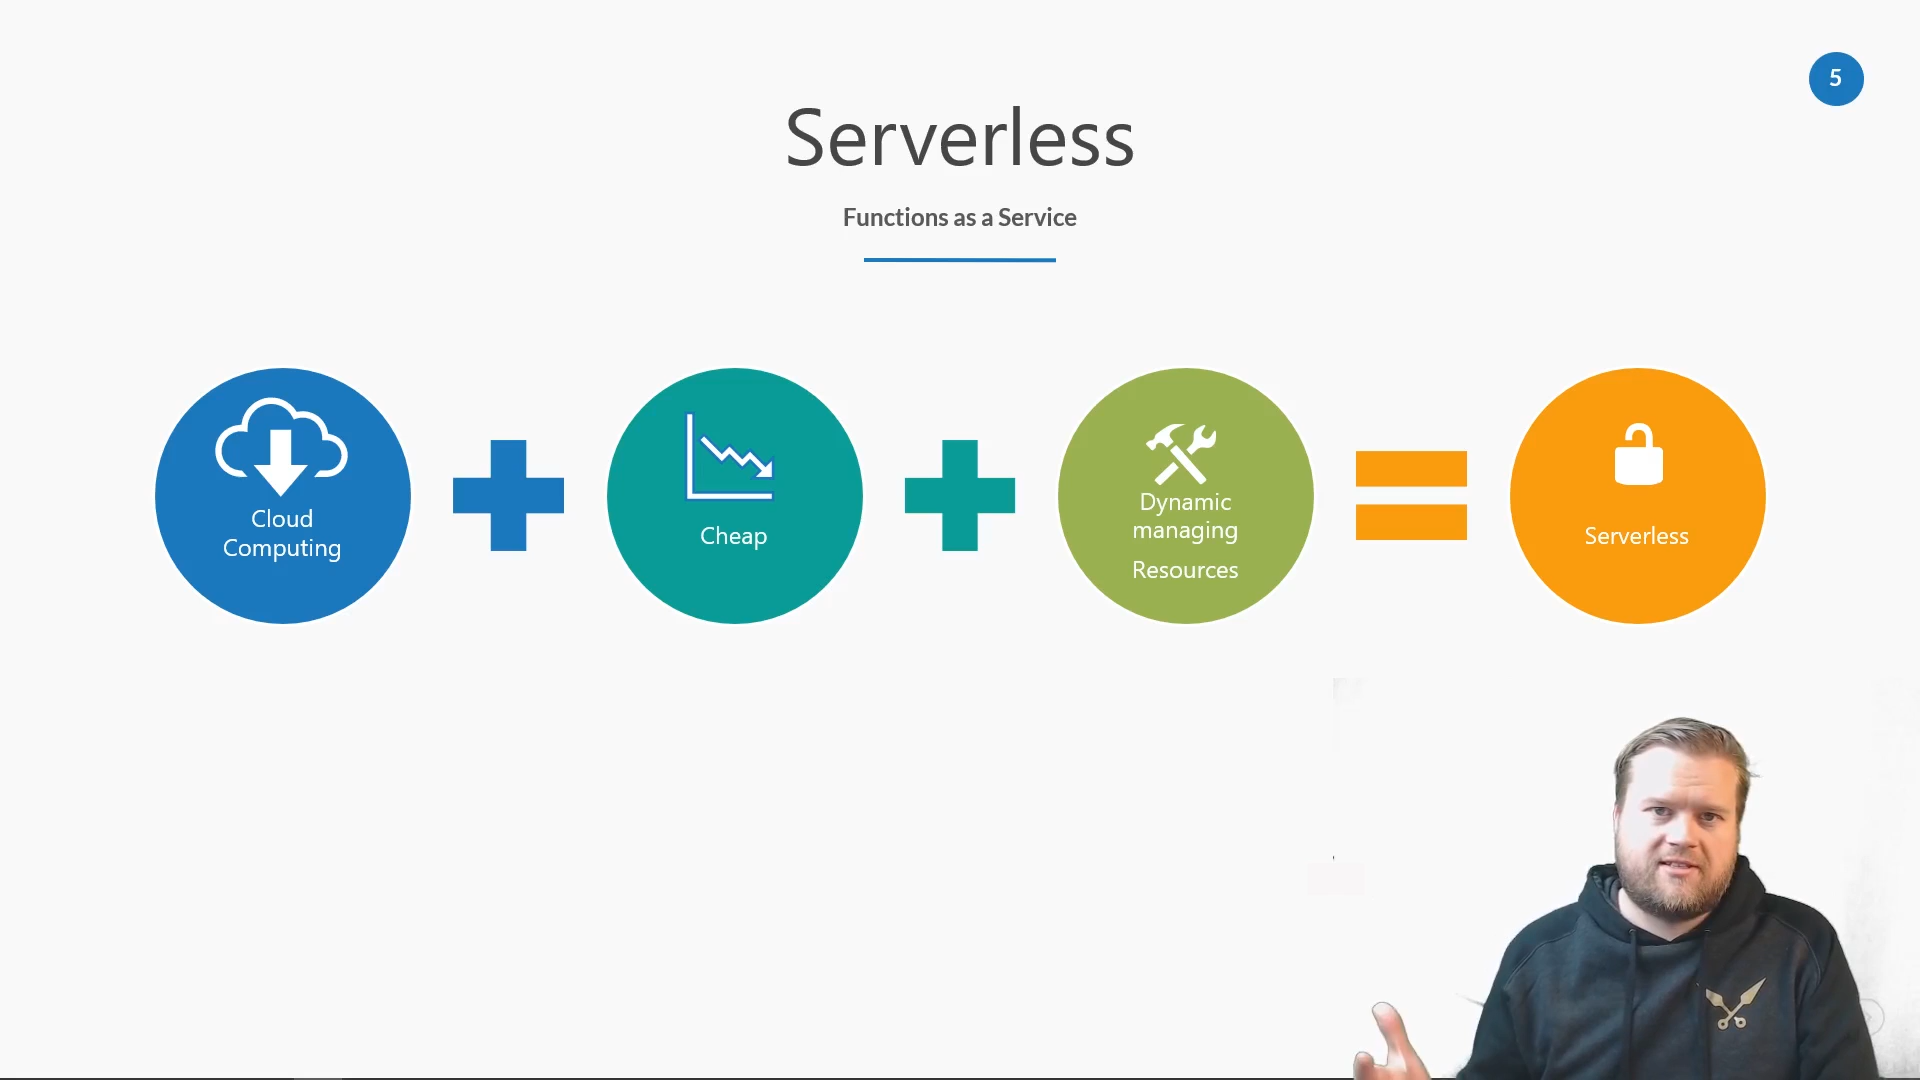 5
Serverless
Functions as a Service
Cloud
Computing
Cheap
Dynamic
managing
Resources
Serverless